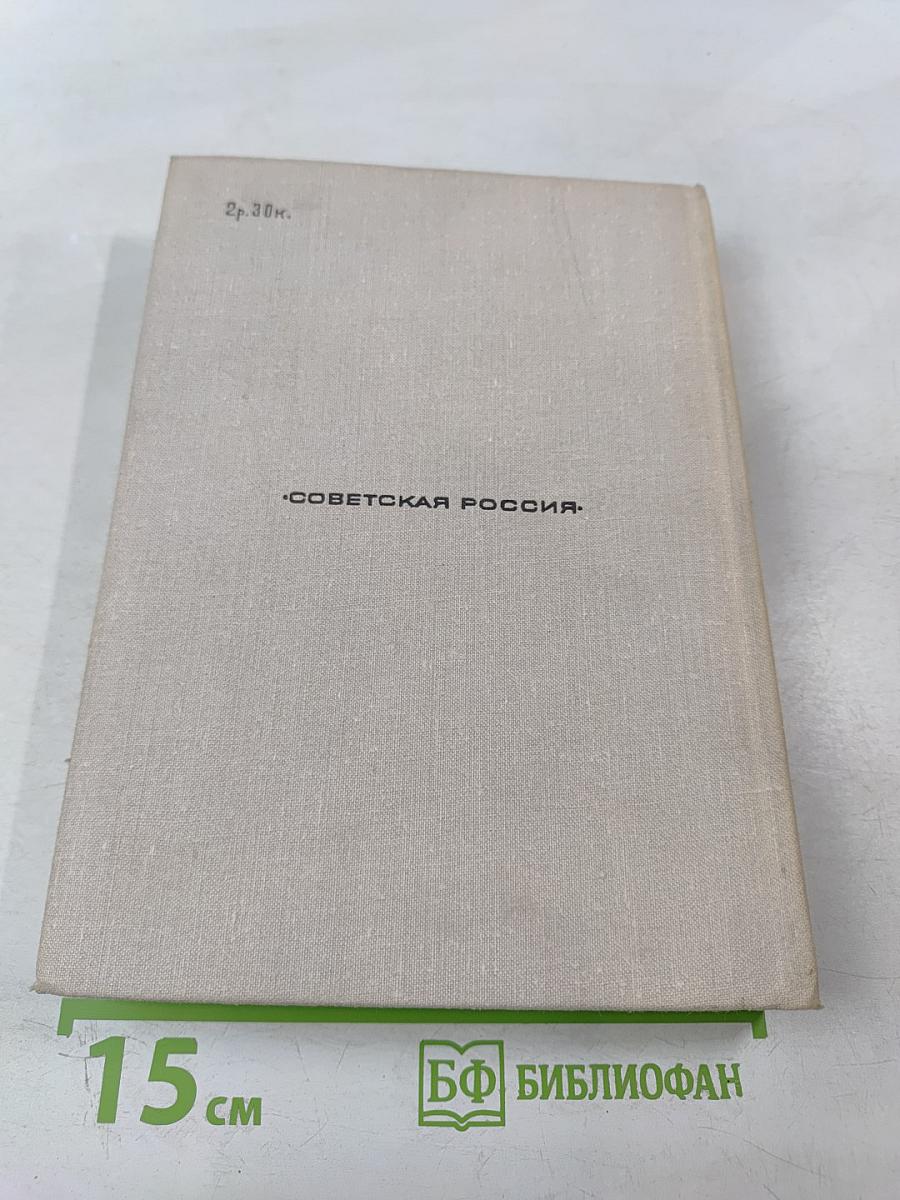 2р.30к.
•СОВЕТСКАЯ РОССИЯ•
15 см
БФ БИБЛИОФАН